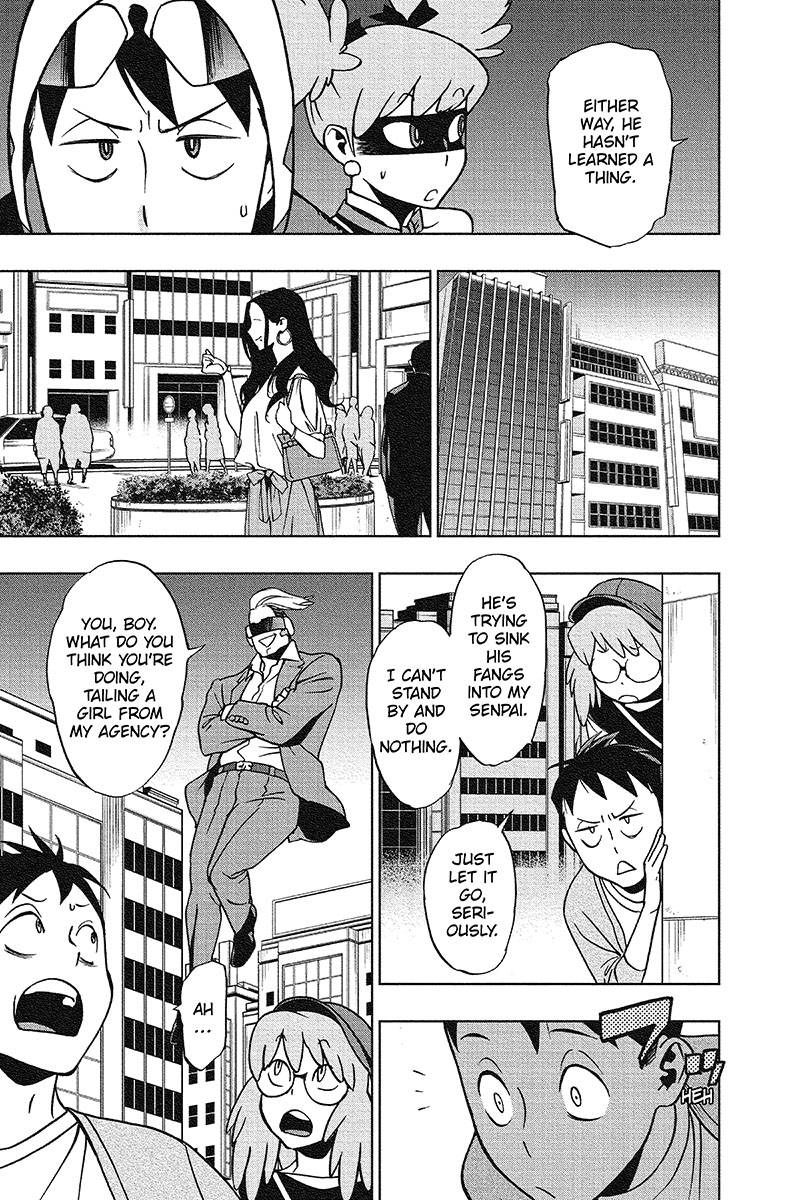 EITHER
WAY, HE
HASN'T
LEARNED A
THING.
HE'S
TRYING
TO SINK
HIS
FANGS
INTO MY
SENPAI.
I CAN'T
STAND
BY AND
DO
NOTHING.
JUST
LET IT
GO,
SERI-
OUSLY.
フッ
HEH
YOU, BOY.
WHAT DO YOU
THINK YOU'RE
DOING,
TAILING A
GIRL FROM
MY AGENCY?
AH
...